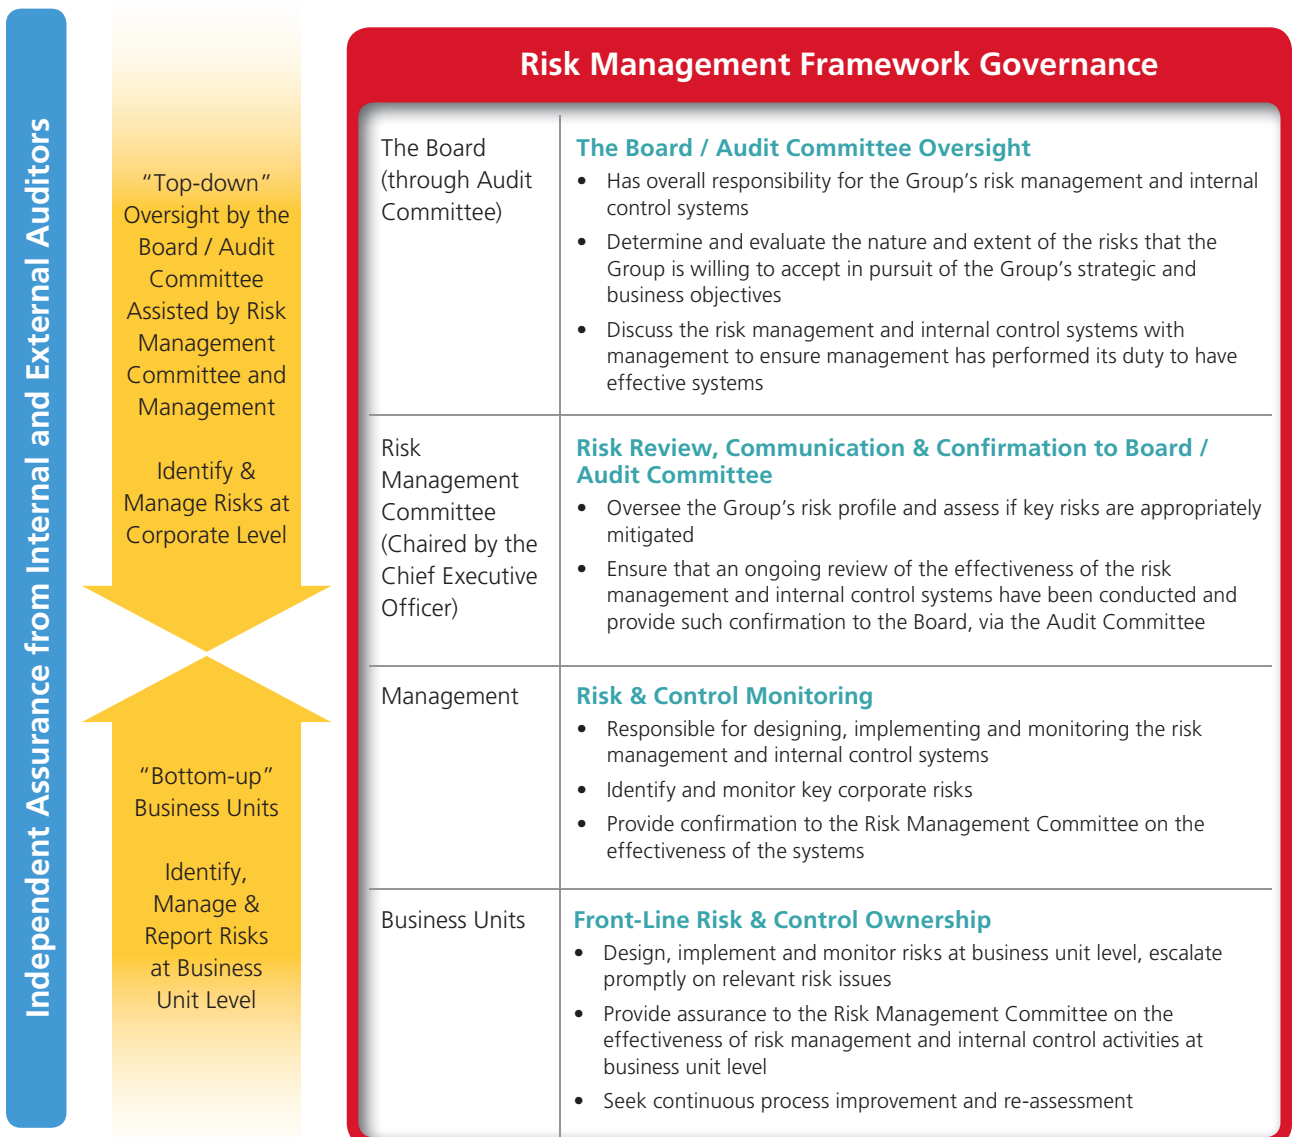 Independent Assurance from Internal and External Auditors
“Top-down”
Oversight by the
Board / Audit
Committee
Assisted by Risk
Management
Committee and
Management
Identify &
Manage Risks at
Corporate Level
“Bottom-up”
Business Units
Identify,
Manage &
Report Risks
at Business
Unit Level
Risk Management Framework Governance
The Board
(through Audit
Committee)
The Board / Audit Committee Oversight
• Has overall responsibility for the Group’s risk management and internal
control systems
• Determine and evaluate the nature and extent of the risks that the
Group is willing to accept in pursuit of the Group’s strategic and
business objectives
• Discuss the risk management and internal control systems with
management to ensure management has performed its duty to have
effective systems
Risk
Management
Committee
(Chaired by the
Chief Executive
Officer)
Risk Review, Communication & Confirmation to Board /
Audit Committee
• Oversee the Group’s risk profile and assess if key risks are appropriately
mitigated
• Ensure that an ongoing review of the effectiveness of the risk
management and internal control systems have been conducted and
provide such confirmation to the Board, via the Audit Committee
Management
Risk & Control Monitoring
• Responsible for designing, implementing and monitoring the risk
management and internal control systems
• Identify and monitor key corporate risks
• Provide confirmation to the Risk Management Committee on the
effectiveness of the systems
Business Units
Front-Line Risk & Control Ownership
• Design, implement and monitor risks at business unit level, escalate
promptly on relevant risk issues
• Provide assurance to the Risk Management Committee on the
effectiveness of risk management and internal control activities at
business unit level
• Seek continuous process improvement and re-assessment